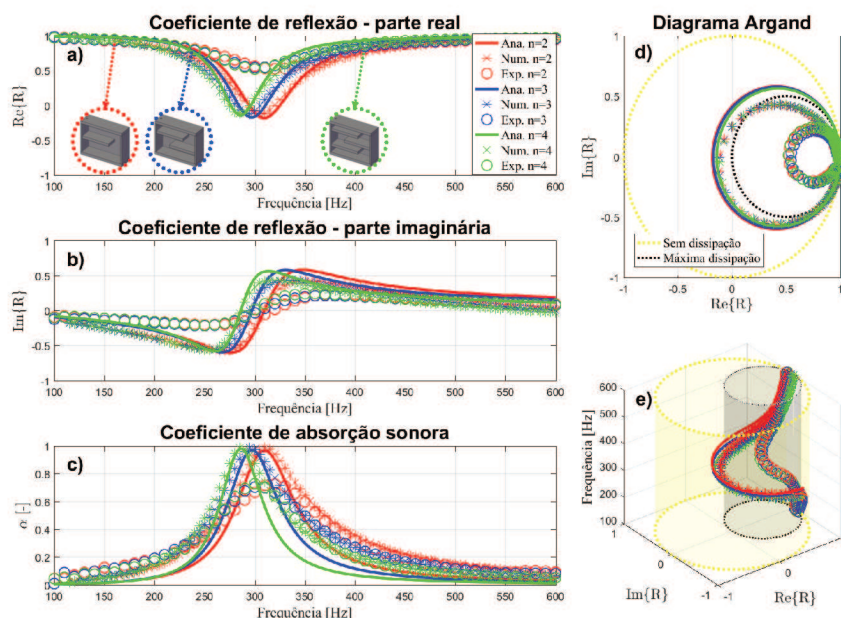 Coeficiente de reflexão - parte real
a)
Re{R}
1
0.5
0
-0.5
-1
100 150 200 250 300 350 400 450 500 550 600
Frequência [Hz]
Ana. n=2
Num. n=2
Exp. n=2
Ana. n=3
Num. n=3
Exp. n=3
Ana. n=4
Num. n=4
Exp. n=4
Coeficiente de reflexão - parte imaginária
b)
Im{R}
1
0.5
0
-0.5
-1
100 150 200 250 300 350 400 450 500 550 600
Frequência [Hz]
Coeficiente de absorção sonora
c)
α [-]
1
0.8
0.6
0.4
0.2
0
100 150 200 250 300 350 400 450 500 550 600
Frequência [Hz]
Diagrama Argand
d)
Im{R}
1
0.5
0
-0.5
-1
Sem dissipação
Máxima dissipação
-1 -0.5 0 0.5 1
Re{R}
e)
Frequência [Hz]
600
500
400
300
200
100
1 0 -1
Im{R}
-1 0
Re{R}